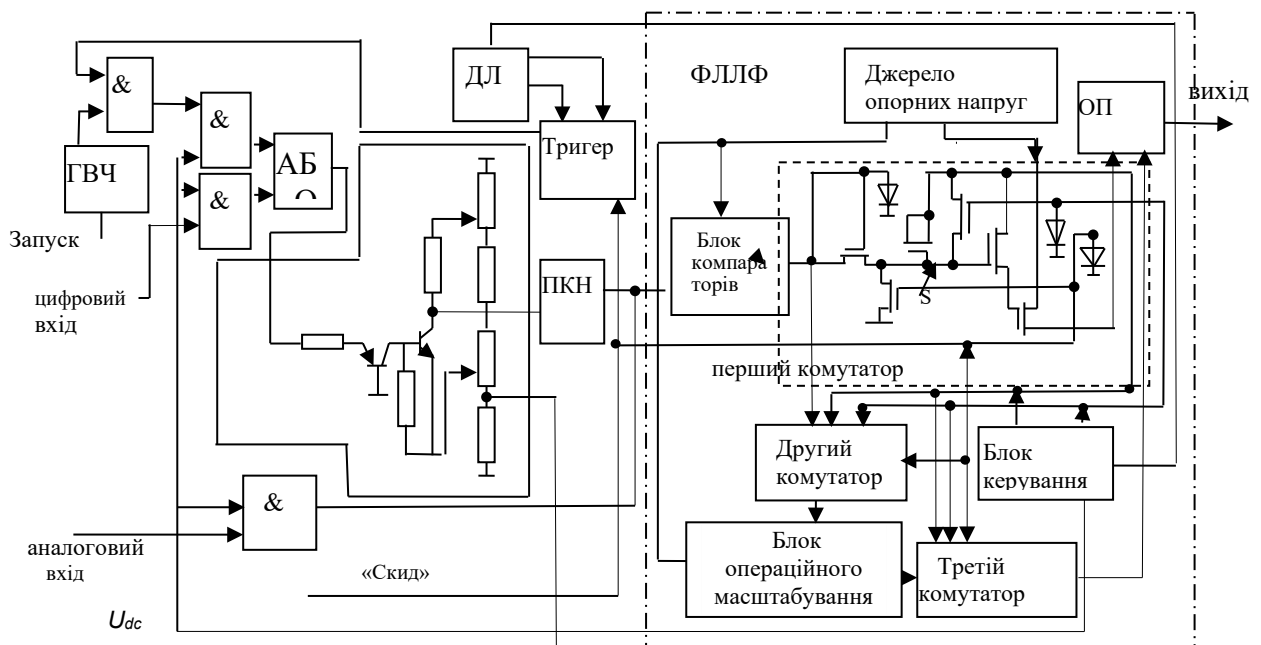 ДЛ
ФЛЛФ
Джерело
опорних напруг
ОП
вихід
&
&
Тригер
АБО
ГВЧ
&
Запуск
Блок
компара
торів
ПКН
цифровий
вхід
S
перший комутатор
Другий
комутатор
Блок
керування
&
аналоговий
вхід
Блок
операційного
масштабування
Третій
комутатор
«Скид»
Udc